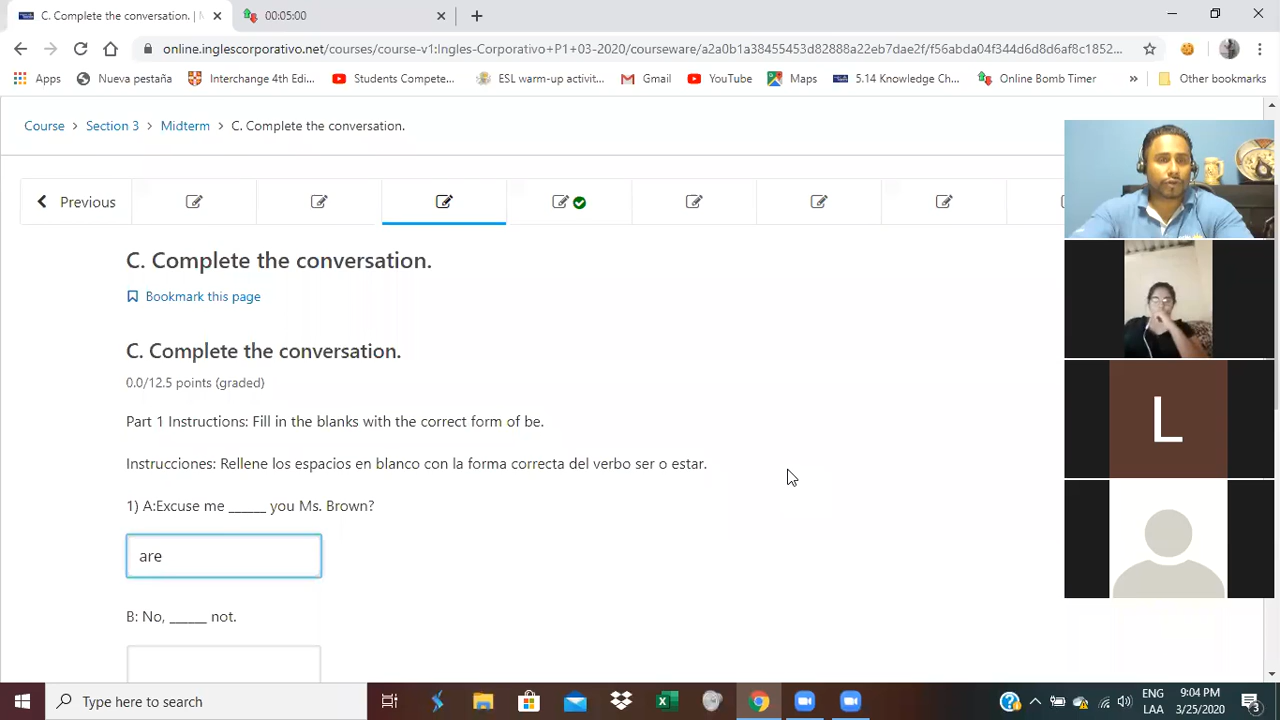 C. Complete the conversation. | M
00:05:00
online.inglescorporativo.net/courses/course-v1:Ingles-Corporativo+P1+03-2020/courseware/a2a0b1a38455453d82888a22eb7dae2f/f56abda04f344d6d8d6af8c1852...
Apps
Nueva pestaña
Interchange 4th Edi...
Students Compete...
ESL warm-up activit...
Gmail
YouTube
Maps
5.14 Knowledge Ch...
Online Bomb Timer
»
Other bookmarks
Course > Section 3 > Midterm > C. Complete the conversation.
Previous
C. Complete the conversation.
Bookmark this page
C. Complete the conversation.
0.0/12.5 points (graded)
Part 1 Instructions: Fill in the blanks with the correct form of be.
Instrucciones: Rellene los espacios en blanco con la forma correcta del verbo ser o estar.
1) A:Excuse me ______ you Ms. Brown?
are
B: No, ______ not.
L
Type here to search
ENG
LAA
9:04 PM
3/25/2020
3